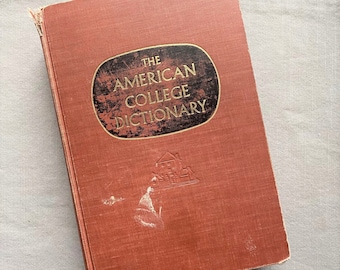 THE
AMERICAN
COLLEGE
DICTIONARY